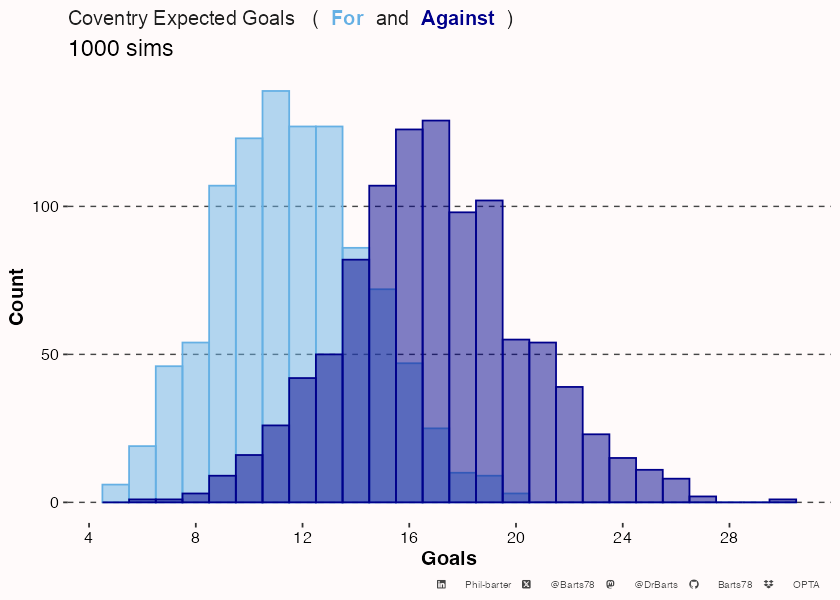 Coventry Expected Goals ( For and Against )
1000 sims
Count
100
50
0
4 8 12 16 20 24 28
Goals
Phil-barter @Barts78 @DrBarts Barts78 OPTA